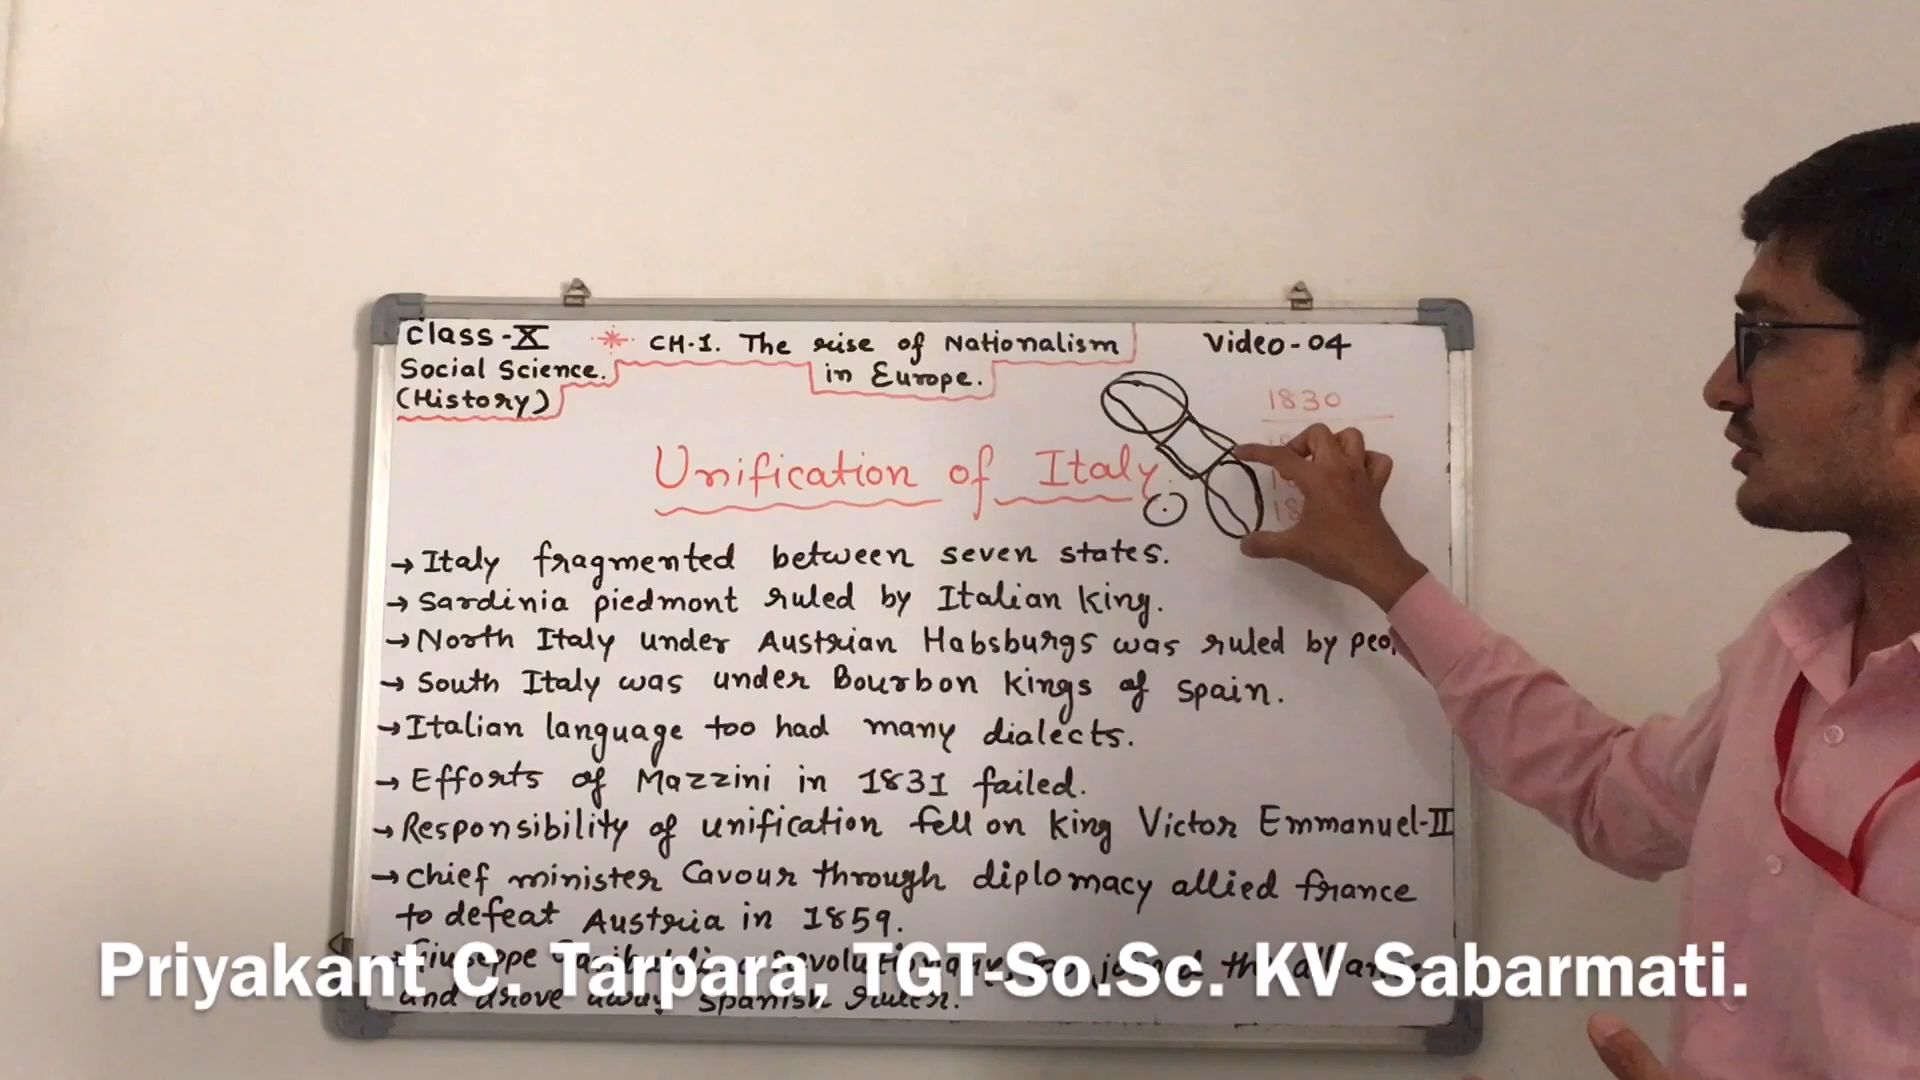 Class-X
* CH-1. The rise of Nationalism
Video-04
Social Science.
in Europe.
(History)
1830
Unification of Italy.
→ Italy fragmented between seven states.
→ Sardinia piedmont ruled by Italian King.
→ North Italy under Austrian Habsburgs was ruled by
→ South Italy was under Bourbon Kings of Spain.
→ Italian language too had many dialects.
→ Efforts of Mazzini in 1831 failed.
→ Responsibility of unification fell on King Victor Emmanuel-II
→ Chief minister Cavour through diplomacy allied france
to defeat Austria in 1859.
→ Giuseppe joined the
and drove away Spanish ruler.
Priyakant C. Tarpara, TGT-So.Sc. KV Sabarmati.